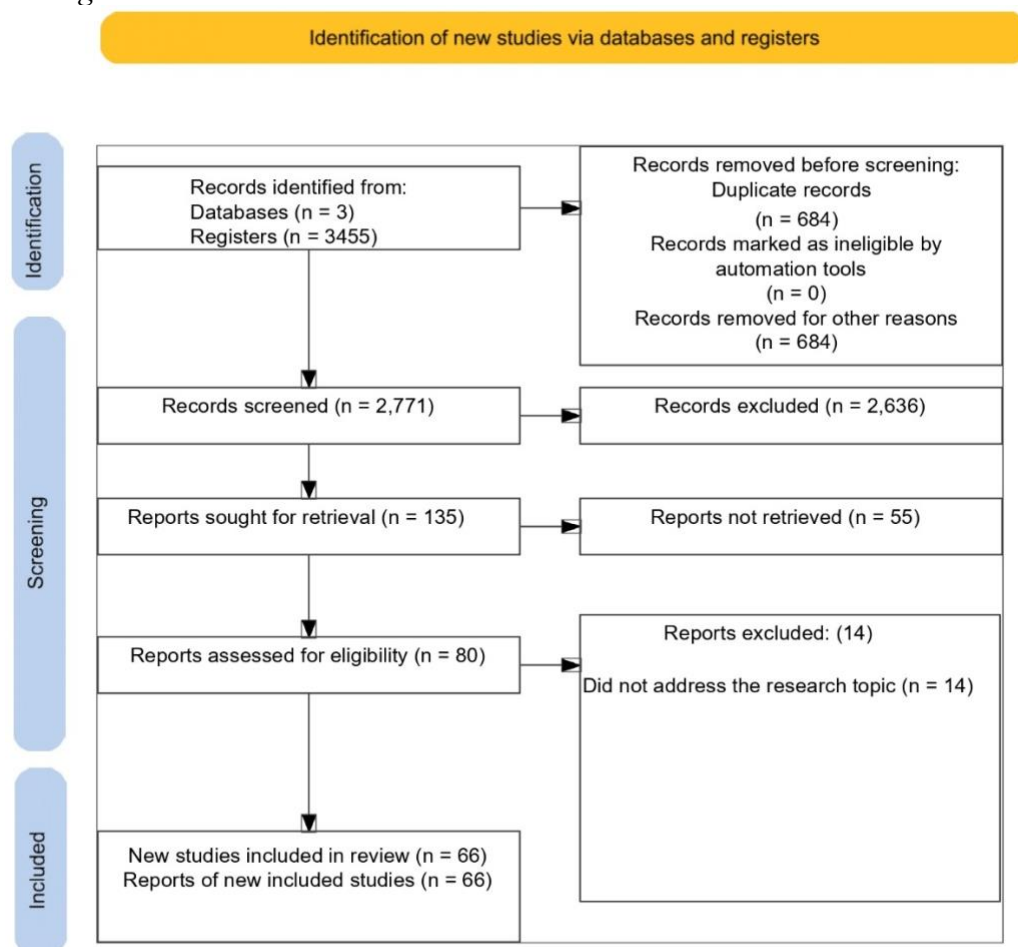 Identification of new studies via databases and registers
Identification
Records identified from:
Databases (n = 3)
Registers (n = 3455)
Records removed before screening:
Duplicate records
(n = 684)
Records marked as ineligible by
automation tools
(n = 0)
Records removed for other reasons
(n = 684)
Screening
Records screened (n = 2,771)
Records excluded (n = 2,636)
Reports sought for retrieval (n = 135)
Reports not retrieved (n = 55)
Reports assessed for eligibility (n = 80)
Reports excluded: (14)
Did not address the research topic (n = 14)
Included
New studies included in review (n = 66)
Reports of new included studies (n = 66)